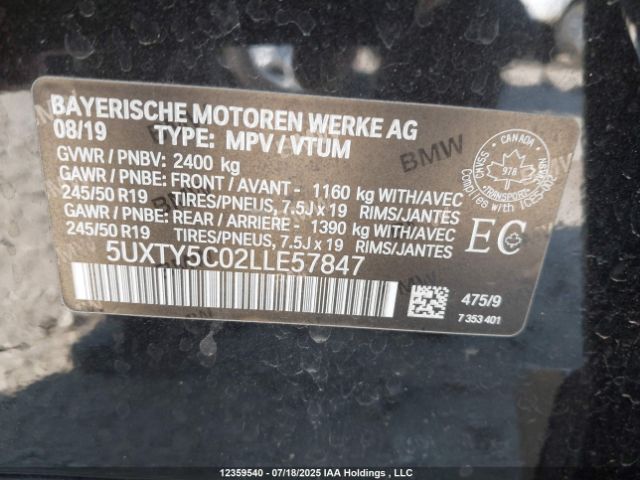 BAYERISCHE MOTOREN WERKE AG
08/19 TYPE: MPV / VTUM
GVWR / PNBV: 2400 kg
GAWR / PNBE: FRONT / AVANT - 1160 kg WITH/AVEC
245/50 R19 TIRES/PNEUS, 7.5J x 19 RIMS/JANTES
GAWR / PNBE: REAR / ARRIERE - 1390 kg WITH/AVEC
245/50 R19 TIRES/PNEUS, 7.5J x 19 RIMS/JANTES
5UXTY5C02LLE57847
CANADA
978
TRANSPORT
EC
475/9
7 353 401
BMW
12359540 - 07/18/2025 IAA Holdings , LLC